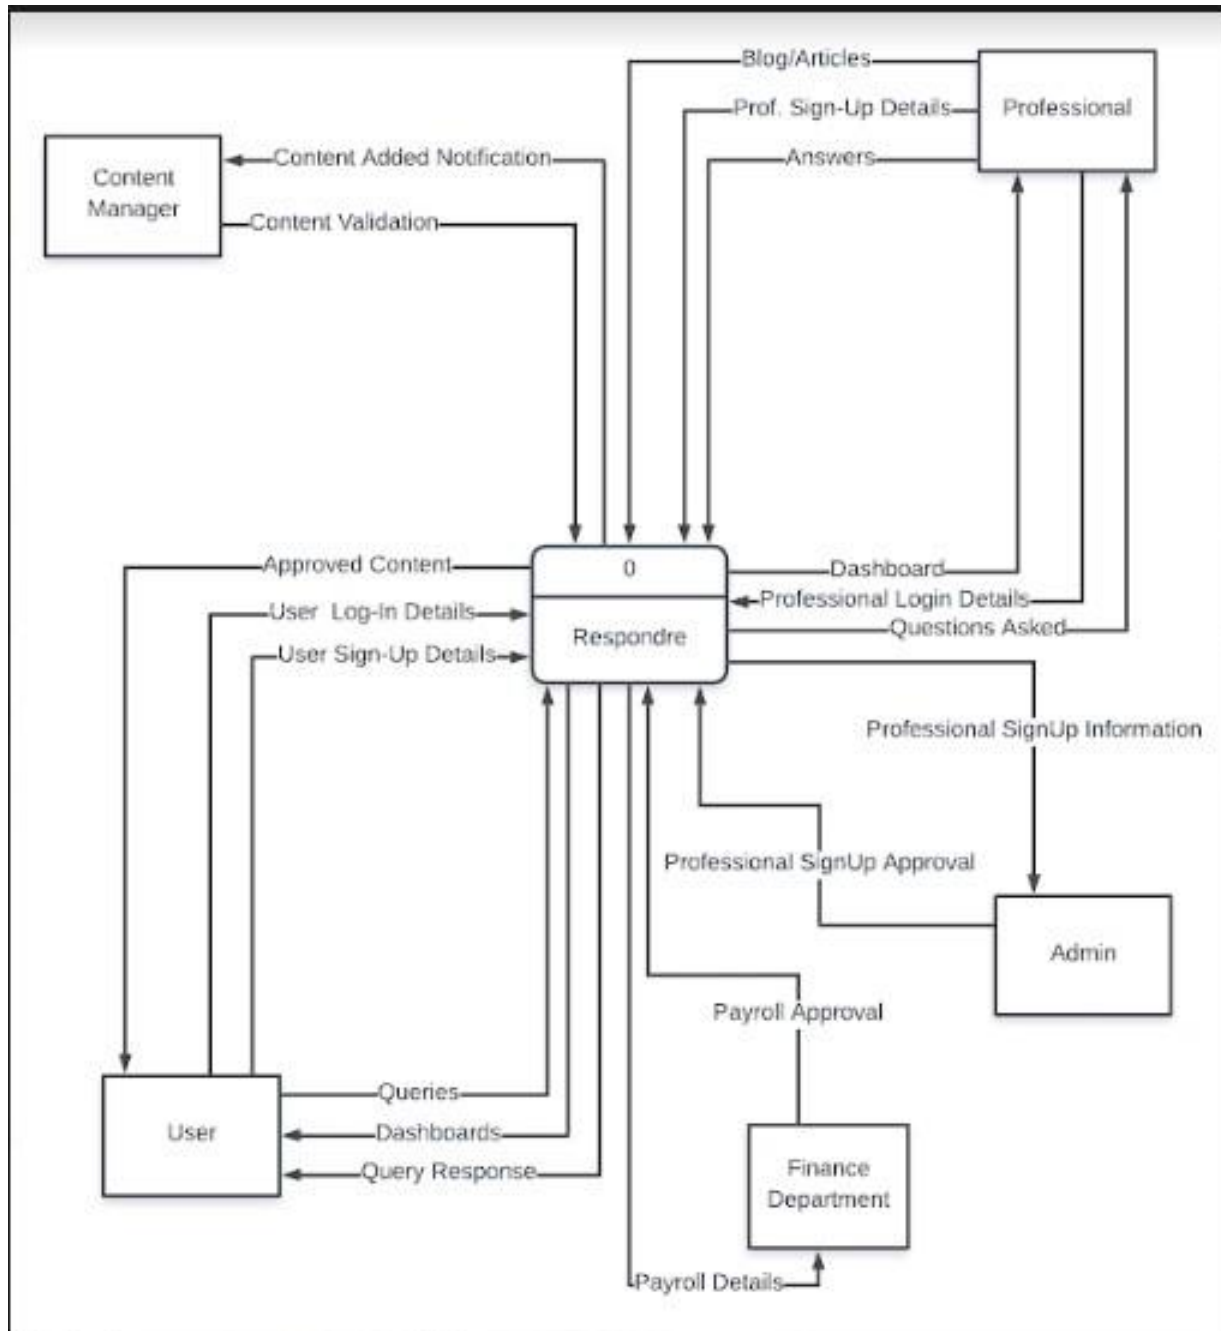 Blog/Articles
Professional
Prof. Sign-Up Details
Answers
Content Added Notification
Content
Manager
Content Validation
Approved Content
0
Dashboard
User Log-In Details
Professional Login Details
Respondre
Questions Asked
User Sign-Up Details
Professional SignUp Information
Professional SignUp Approval
Admin
Payroll Approval
Queries
User
Dashboards
Query Response
Finance
Department
Payroll Details